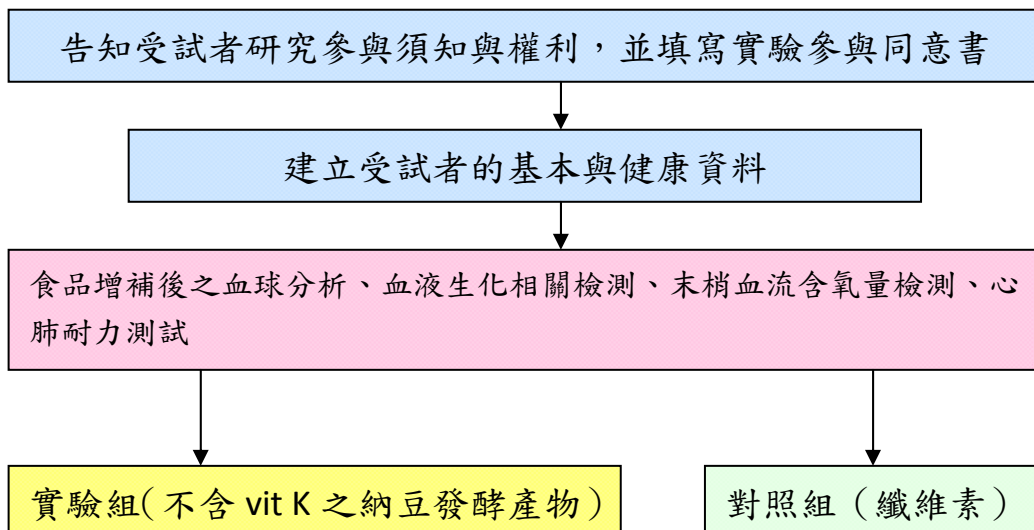 告知受試者研究參與須知與權利，並填寫實驗參與同意書
建立受試者的基本與健康資料
食品增補後之血球分析、血液生化相關檢測、末梢血流含氧量檢測、心
肺耐力測試
實驗組(不含 vit K 之納豆發酵產物)
對照組（纖維素）